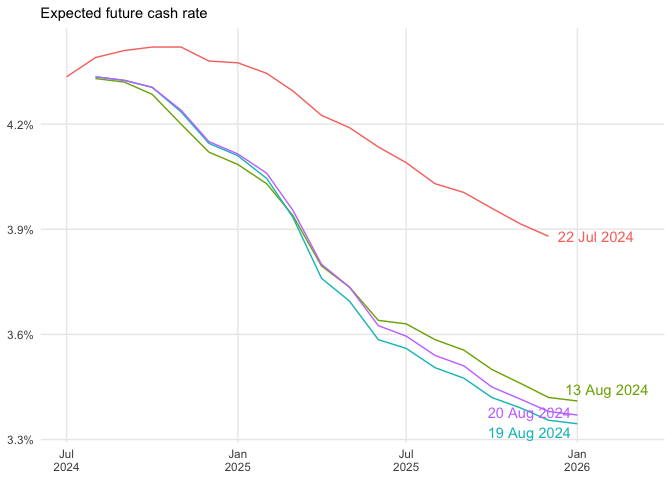 Expected future cash rate
4.2%
3.9%
3.6%
3.3%
22 Jul 2024
13 Aug 2024
20 Aug 2024
19 Aug 2024
Jul Jan Jul Jan
2024 2025 2025 2026